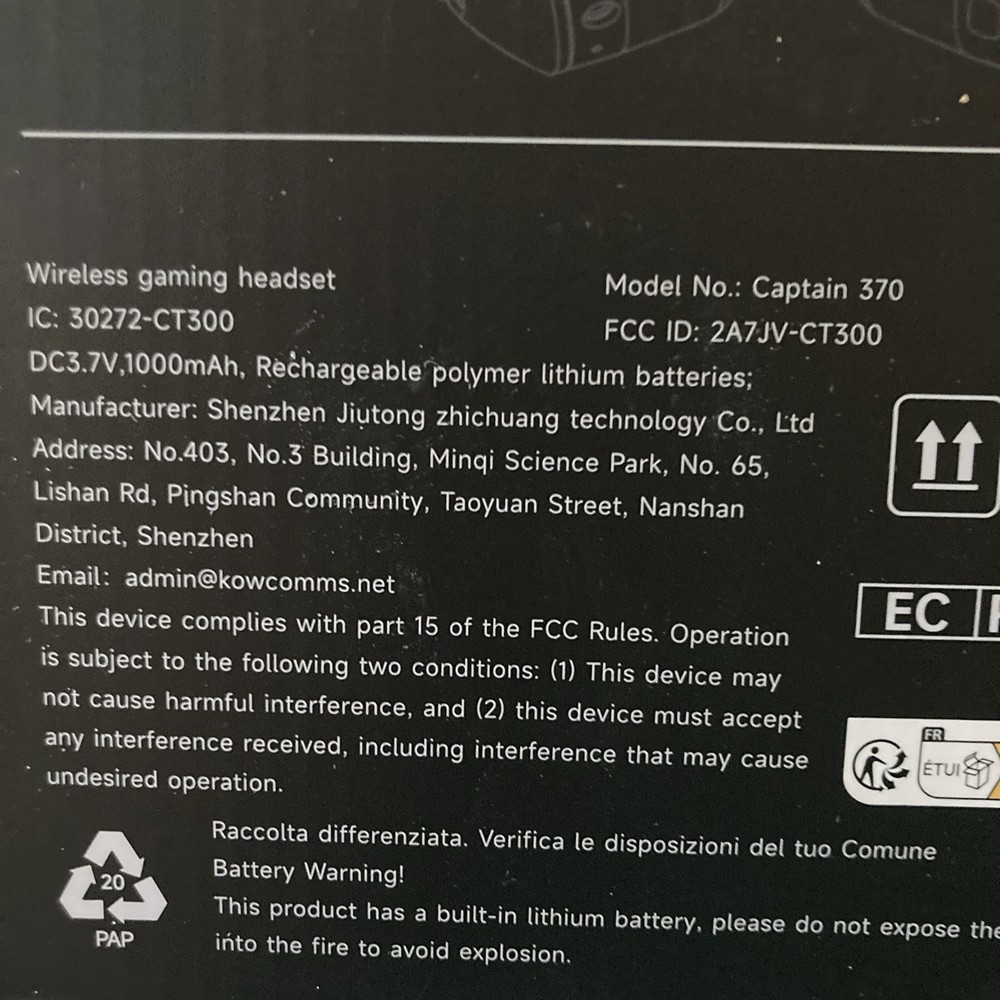 Wireless gaming headset
Model No.: Captain 370
IC: 30272-CT300
FCC ID: 2A7JV-CT300
DC3.7V,1000mAh, Rechargeable polymer lithium batteries;
Manufacturer: Shenzhen Jiutong zhichuang technology Co., Ltd
Address: No.403, No.3 Building, Minqi Science Park, No. 65,
Lishan Rd, Pingshan Community, Taoyuan Street, Nanshan
District, Shenzhen
Email: admin@kowcomms.net
EC
This device complies with part 15 of the FCC Rules. Operation
is subject to the following two conditions: (1) This device may
not cause harmful interference, and (2) this device must accept
any interference received, including interference that may cause
undesired operation.
FR
ÉTUI
Raccolta differenziata. Verifica le disposizioni del tuo Comune
Battery Warning!
This product has a built-in lithium battery, please do not expose the
into the fire to avoid explosion.
20
PAP